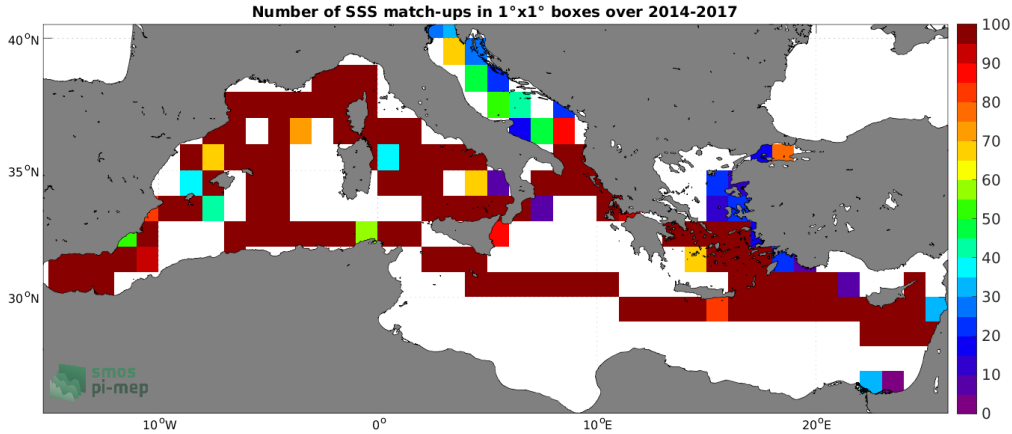 Number of SSS match-ups in 1°x1° boxes over 2014-2017
40°N
35°N
30°N
10°W
0°
10°E
20°E
100
90
80
70
60
50
40
30
20
10
0
smos
pi-mep